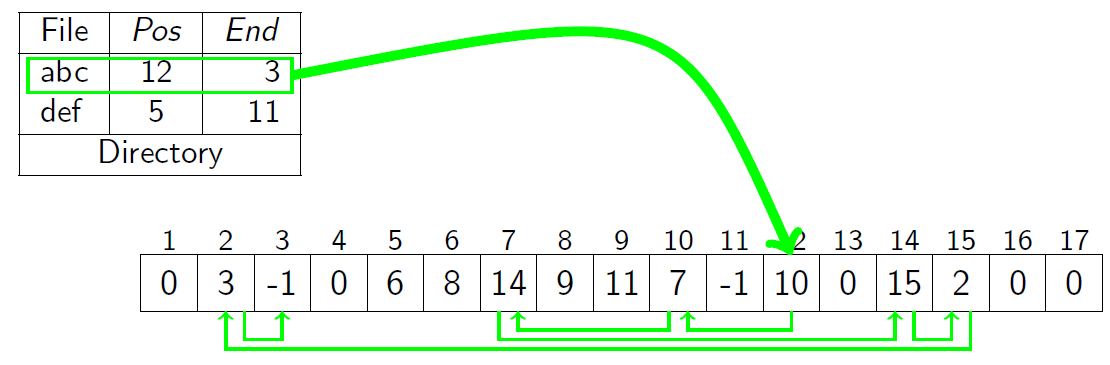 File Pos End
abc 12 3
def 5 11
Directory
1 2 3 4 5 6 7 8 9 10 11 12 13 14 15 16 17
0 3 -1 0 6 8 14 9 11 7 -1 10 0 15 2 0 0